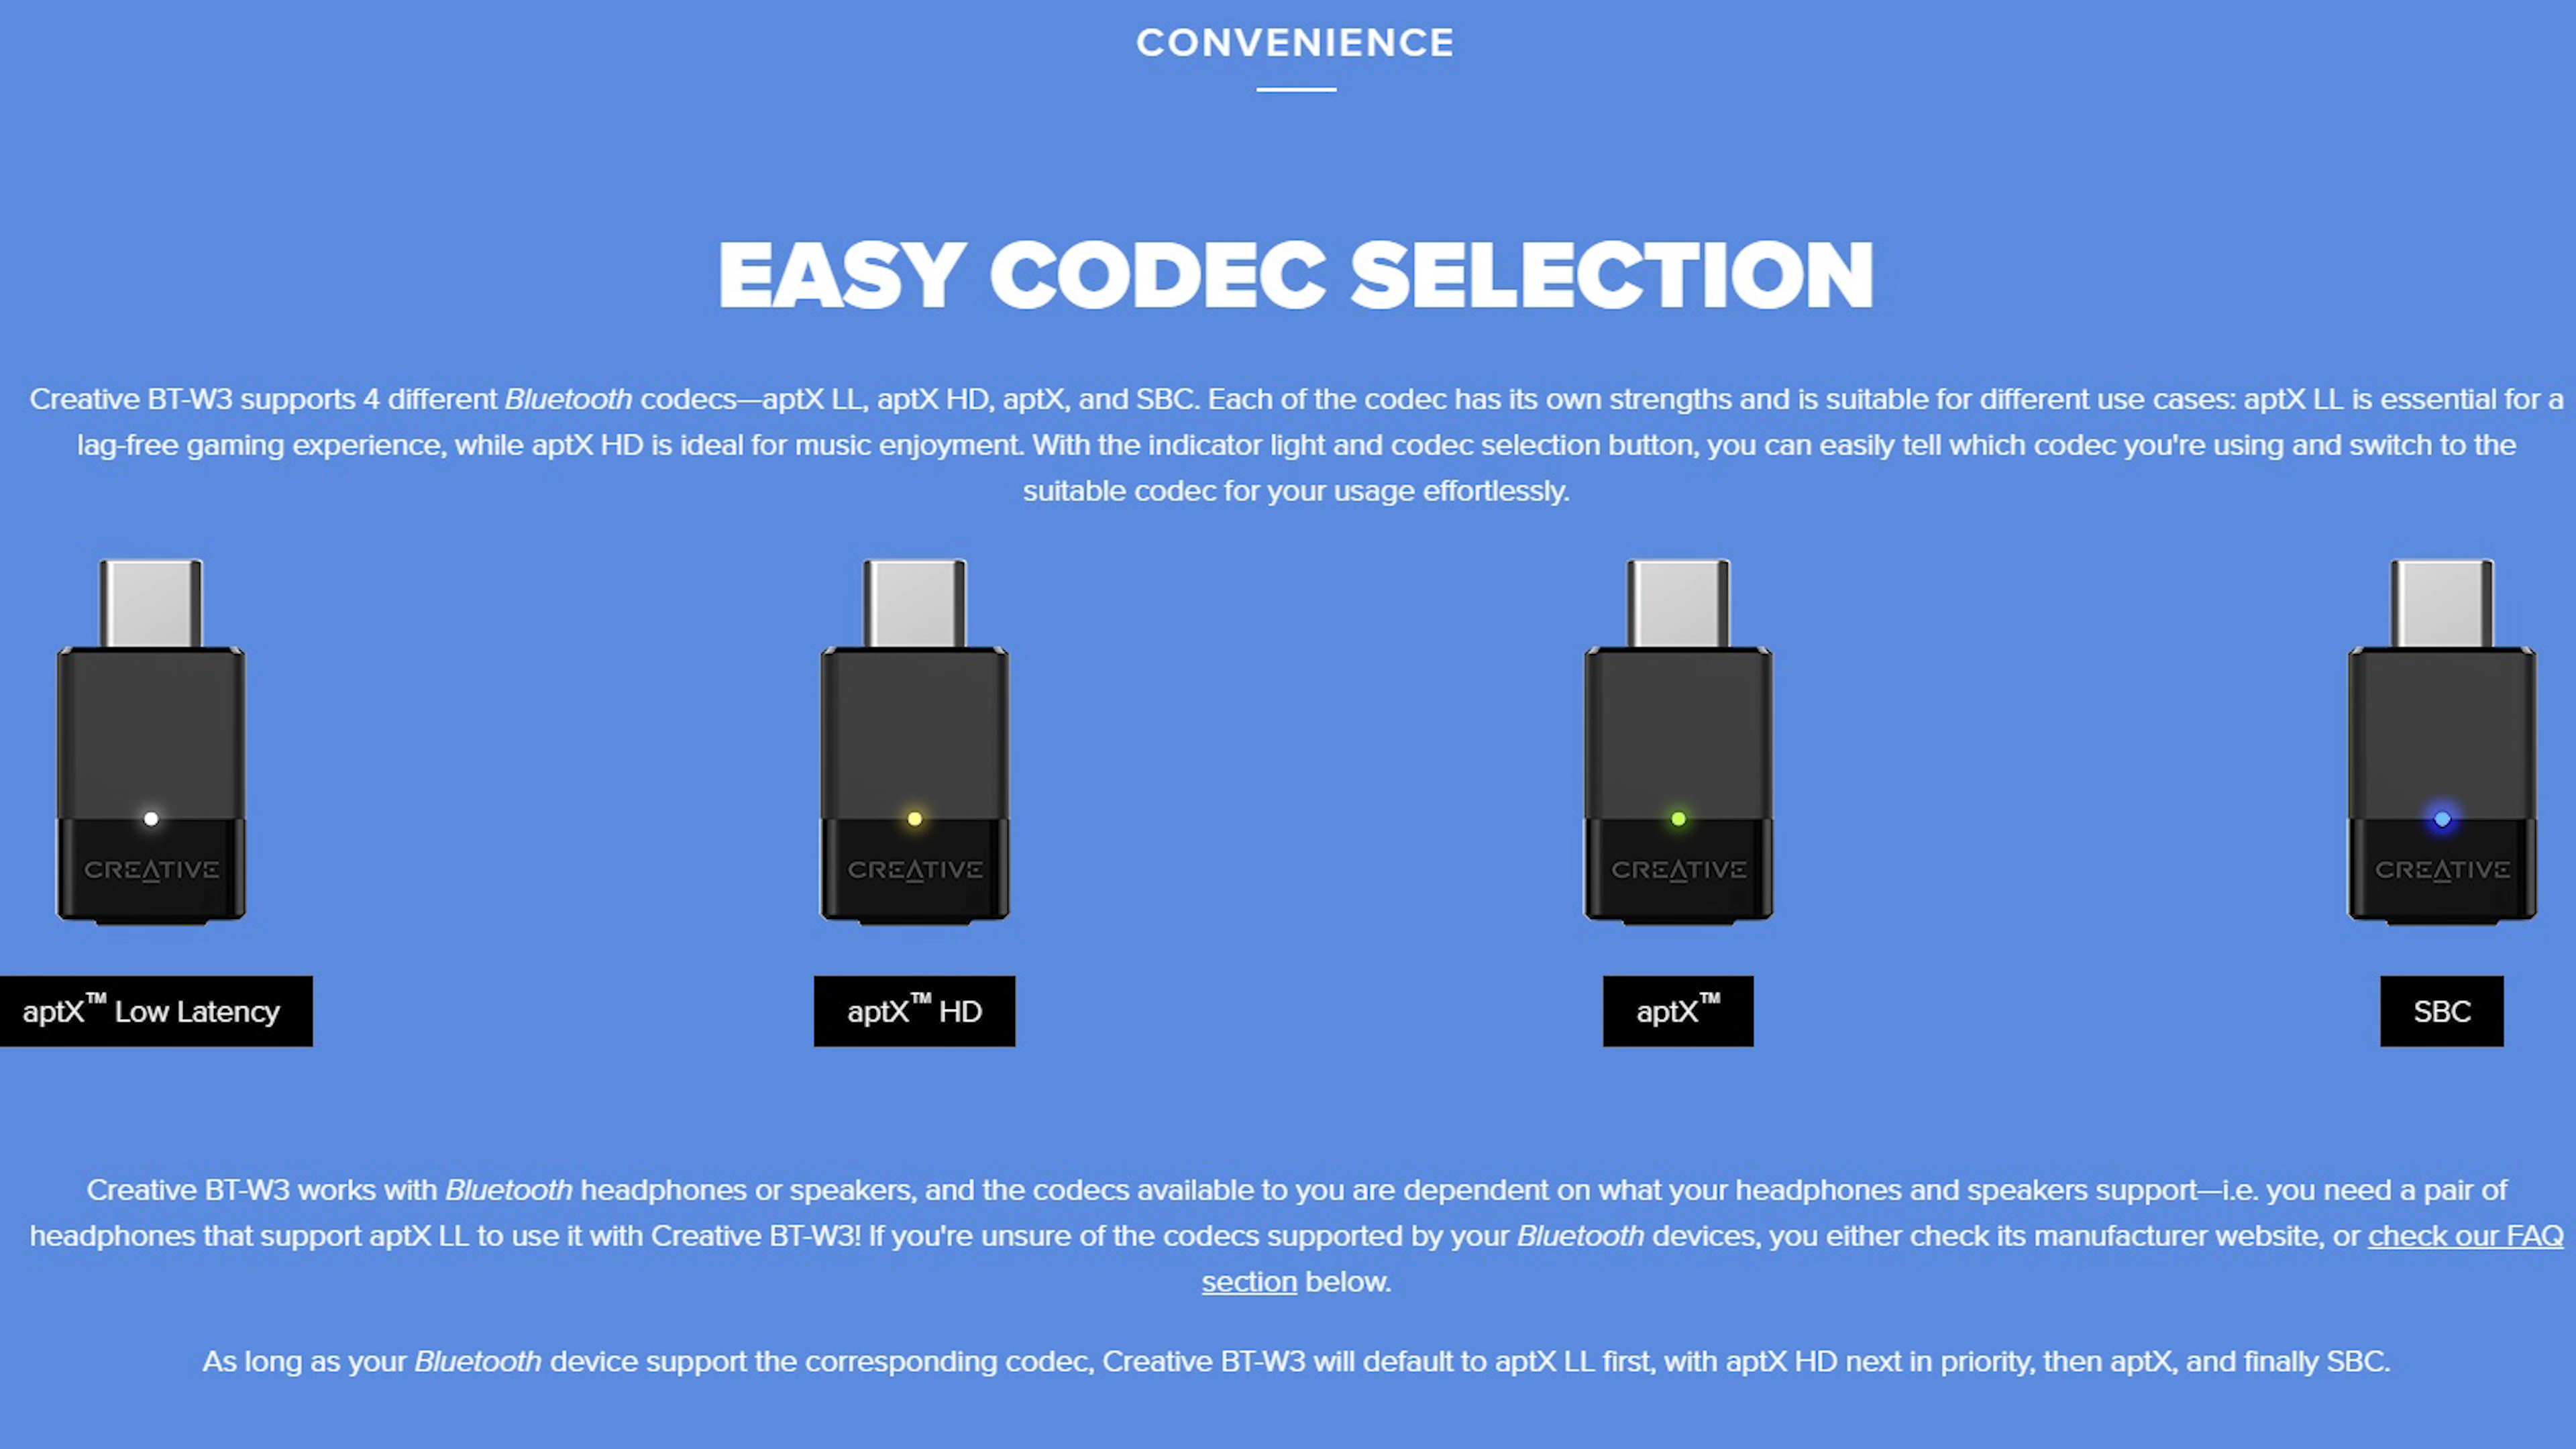 CONVENIENCE
EASY CODEC SELECTION
Creative BT-W3 supports 4 different Bluetooth codecs—aptX LL, aptX HD, aptX, and SBC. Each of the codec has its own strengths and is suitable for different use cases: aptX LL is essential for a
lag-free gaming experience, while aptX HD is ideal for music enjoyment. With the indicator light and codec selection button, you can easily tell which codec you're using and switch to the
suitable codec for your usage effortlessly.
CREATIVE CREATIVE CREATIVE CREATIVE
aptX™ Low Latency aptX™ HD aptX™ SBC
Creative BT-W3 works with Bluetooth headphones or speakers, and the codecs available to you are dependent on what your headphones and speakers support—i.e. you need a pair of
headphones that support aptX LL to use it with Creative BT-W3! If you're unsure of the codecs supported by your Bluetooth devices, you either check its manufacturer website, or check our FAQ
section below.
As long as your Bluetooth device support the corresponding codec, Creative BT-W3 will default to aptX LL first, with aptX HD next in priority, then aptX, and finally SBC.